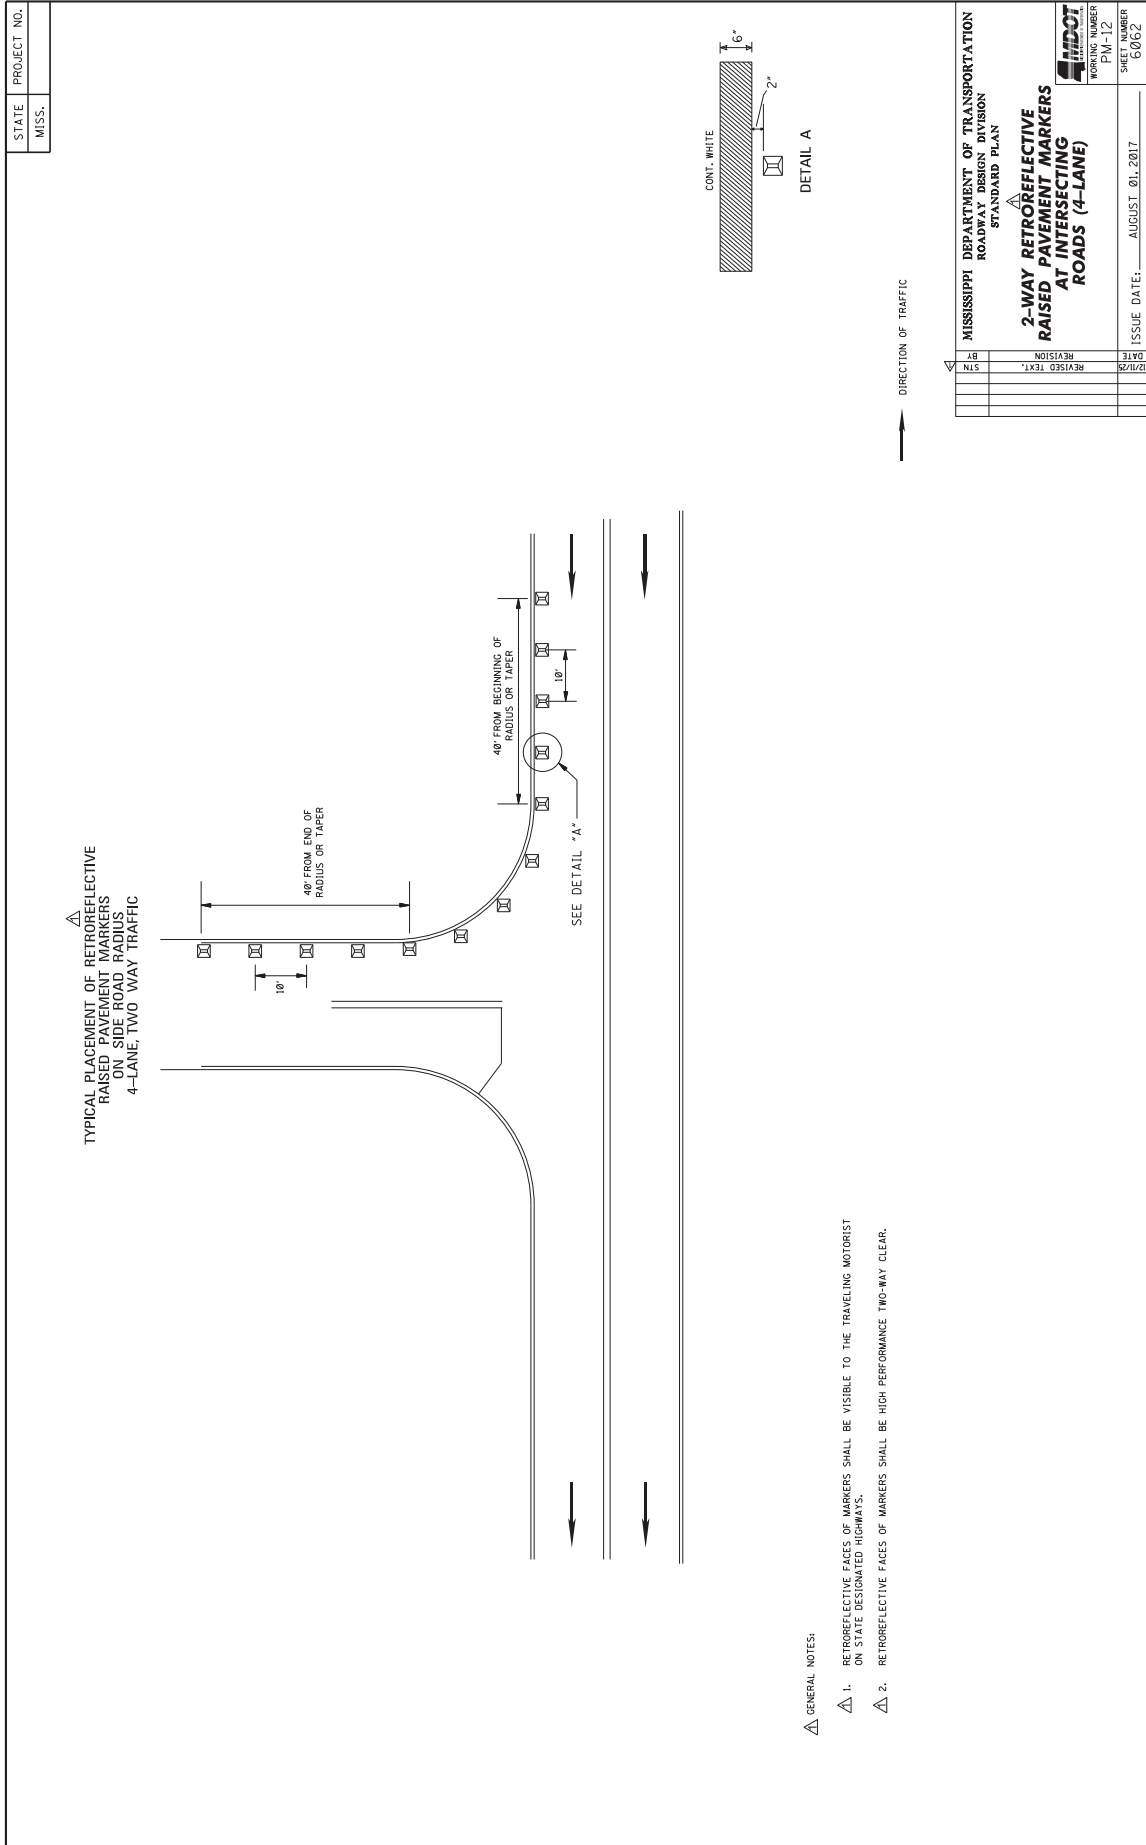 STATE
PROJECT NO.
MISS.
TYPICAL PLACEMENT OF RETROREFLECTIVE
RAISED PAVEMENT MARKERS
ON SIDE ROAD RADIUS
4-LANE, TWO WAY TRAFFIC
40' FROM END OF
RADIUS OR TAPER
10'
40' FROM BEGINNING OF
RADIUS OR TAPER
10'
SEE DETAIL "A"
CONT. WHITE
6"
2"
DETAIL A
DIRECTION OF TRAFFIC
GENERAL NOTES:
1. RETROREFLECTIVE FACES OF MARKERS SHALL BE VISIBLE TO THE TRAVELING MOTORIST
ON STATE DESIGNATED HIGHWAYS.
2. RETROREFLECTIVE FACES OF MARKERS SHALL BE HIGH PERFORMANCE TWO-WAY CLEAR.
BY
REVISION
DATE
STN
REVISED TEXT.
12/11/25
MISSISSIPPI DEPARTMENT OF TRANSPORTATION
ROADWAY DESIGN DIVISION
STANDARD PLAN
2-WAY RETROREFLECTIVE
RAISED PAVEMENT MARKERS
AT INTERSECTING
ROADS (4-LANE)
ISSUE DATE: AUGUST 01, 2017
MDOT
WORKING NUMBER
PM-12
SHEET NUMBER
6062